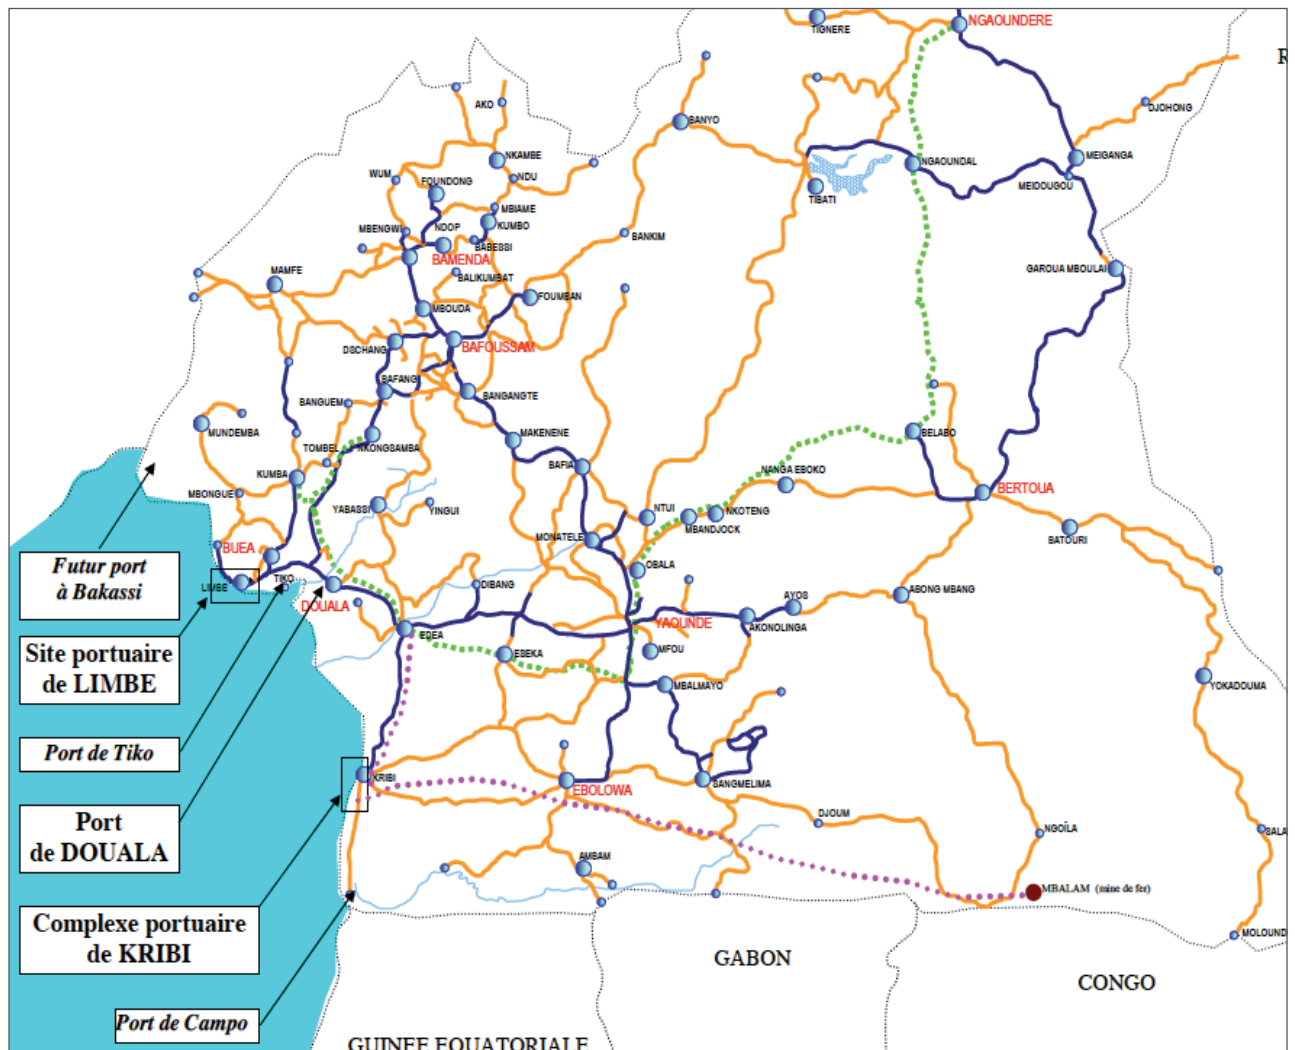 NGAOUNDERE
TIGNERE
R
DJOHONG
AKO
BANYO
NKAMBE
NGAOUNDAL
MEIGANGA
WUM
FOUNDONG
NDU
MEIDOUGOU
TIBATI
MBIAME
MBENGWI
NDOP
KUMBO
BANKIM
BABESSI
BAMENDA
MAMFE
BALIKUMBAT
GAROUA MBOULAI
FOUMBAN
MBOUDA
DSCHANG
BAFOUSSAM
BAFANG
BANGUEM
BANGANGTE
MUNDEMBA
TOMBEL
NKONGSAMBA
MAKENENE
BELABO
KUMBA
BAFIA
NANGA EBOKO
MBONGUE
BERTOUA
YABASSI
YINGUI
NTUI
NKOTENG
MBANDJOCK
BATOURI
MONATELE
BUEA
Futur port
à Bakassi
OBALA
LIMBE
TIKO
DIBANG
DOUALA
AYOS
ABONG MBANG
YAOUNDE
AKONOLINGA
EDEA
Site portuaire
de LIMBE
ESEKA
MFOU
MBALMAYO
YOKADOUMA
Port de Tiko
KRIBI
EBOLOWA
SANGMELIMA
Port
de DOUALA
DJOUM
NGOÏLA
SALA
AMBAM
MBALAM (mine de fer)
Complexe portuaire
de KRIBI
MOLOUND
GABON
CONGO
Port de Campo
GUINEE EQUATORIALE